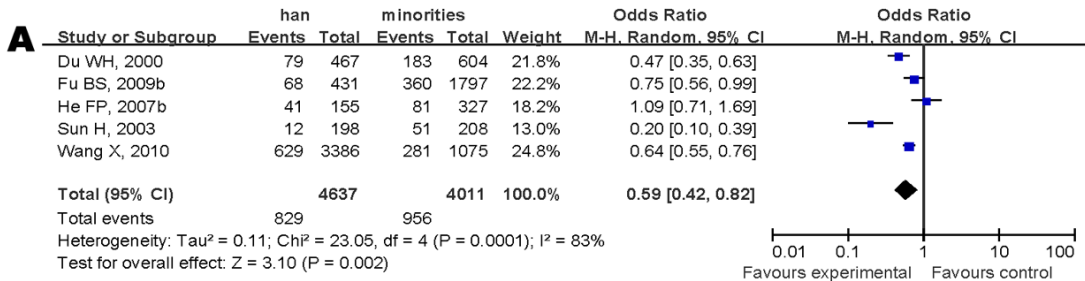 A
han minorities Odds Ratio Odds Ratio
Study or Subgroup Events Total Events Total Weight M-H, Random, 95% CI M-H, Random, 95% CI
Du WH, 2000 79 467 183 604 21.8% 0.47 [0.35, 0.63]
Fu BS, 2009b 68 431 360 1797 22.2% 0.75 [0.56, 0.99]
He FP, 2007b 41 155 81 327 18.2% 1.09 [0.71, 1.69]
Sun H, 2003 12 198 51 208 13.0% 0.20 [0.10, 0.39]
Wang X, 2010 629 3386 281 1075 24.8% 0.64 [0.55, 0.76]
Total (95% CI) 4637 4011 100.0% 0.59 [0.42, 0.82]
Total events 829 956
Heterogeneity: Tau² = 0.11; Chi² = 23.05, df = 4 (P = 0.0001); I² = 83%
Test for overall effect: Z = 3.10 (P = 0.002)
0.01 0.1 1 10 100
Favours experimental Favours control